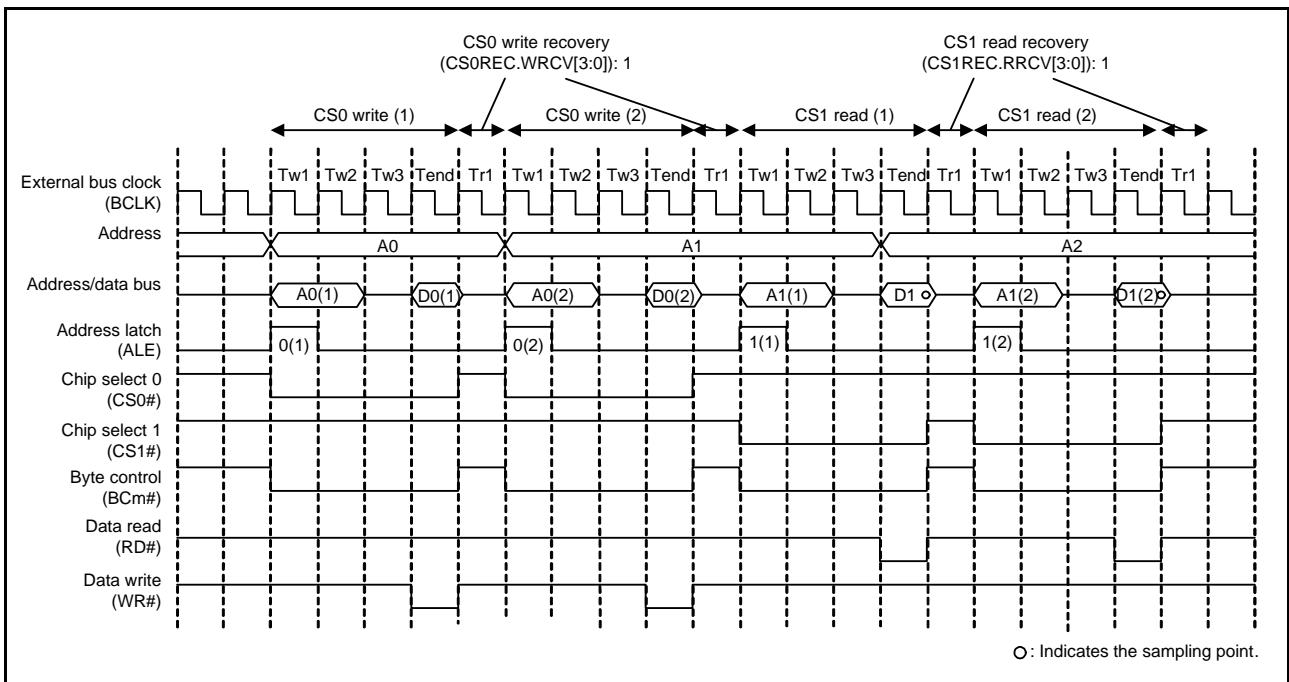 CS0 write recovery
(CS0REC.WRCV[3:0]): 1
CS1 read recovery
(CS1REC.RRCV[3:0]): 1
CS0 write (1)
CS0 write (2)
CS1 read (1)
CS1 read (2)
Tw1 Tw2 Tw3 Tend Tr1 Tw1 Tw2 Tw3 Tend Tr1 Tw1 Tw2 Tw3 Tend Tr1 Tw1 Tw2 Tw3 Tend Tr1
External bus clock
(BCLK)
Address
A0 A1 A2
Address/data bus
A0(1) D0(1) A0(2) D0(2) A1(1) D1 A1(2) D1(2)
Address latch
(ALE)
0(1) 0(2) 1(1) 1(2)
Chip select 0
(CS0#)
Chip select 1
(CS1#)
Byte control
(BCm#)
Data read
(RD#)
Data write
(WR#)
: Indicates the sampling point.